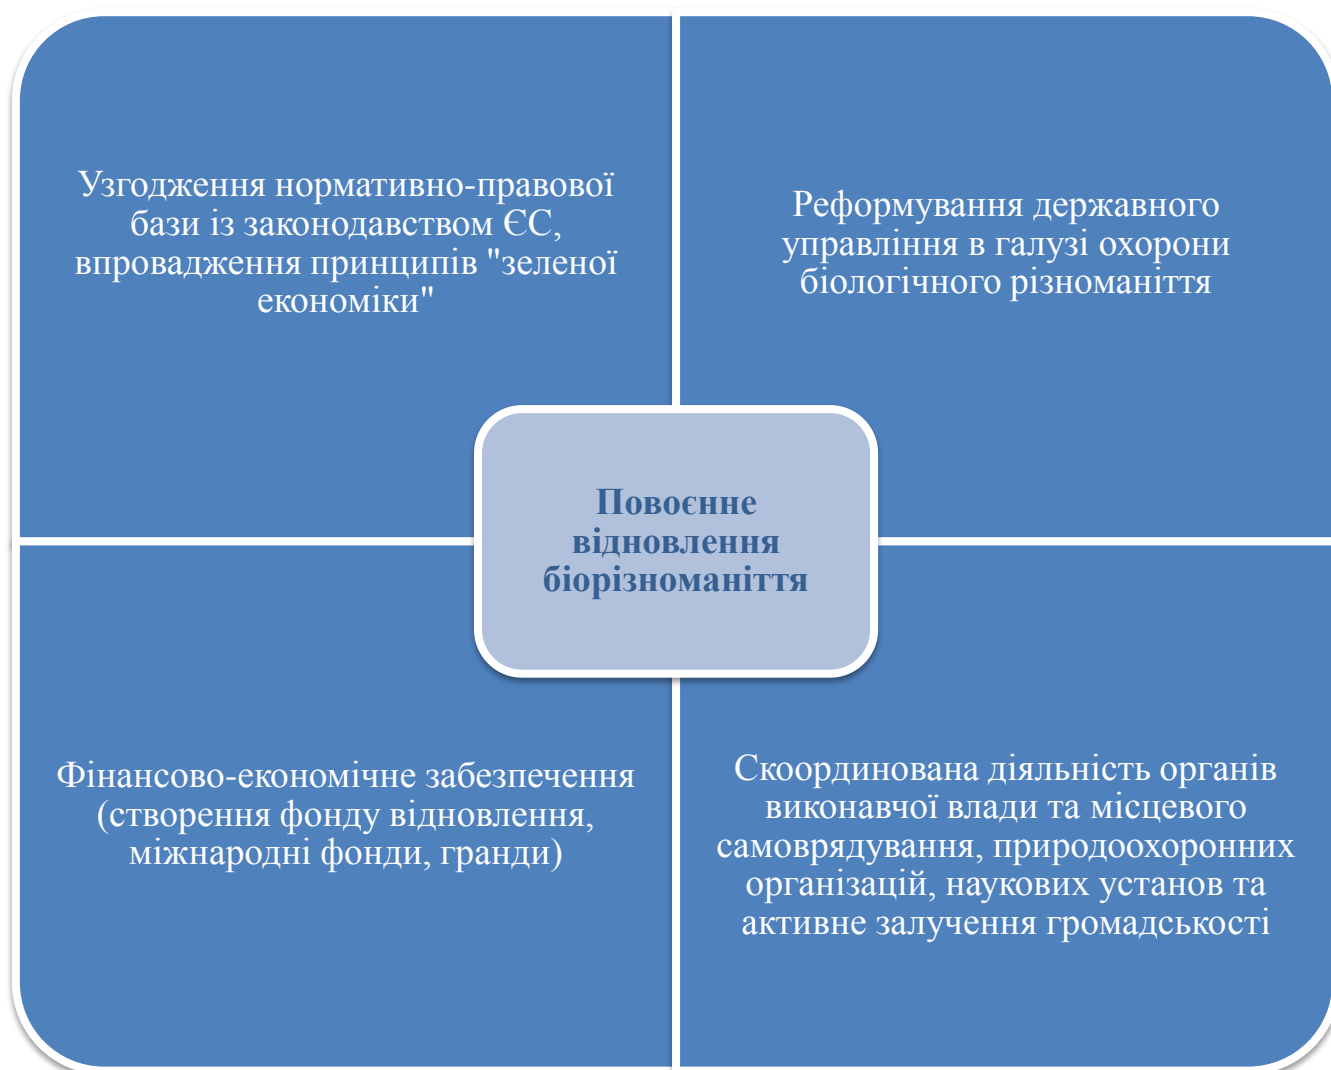 Узгодження нормативно-правової
бази із законодавством ЄС,
впровадження принципів "зеленої
економіки"
Реформування державного
управління в галузі охорони
біологічного різноманіття
Повоєнне
відновлення
біорізноманіття
Фінансово-економічне забезпечення
(створення фонду відновлення,
міжнародні фонди, гранди)
Скоординована діяльність органів
виконавчої влади та місцевого
самоврядування, природоохоронних
організацій, наукових установ та
активне залучення громадськості